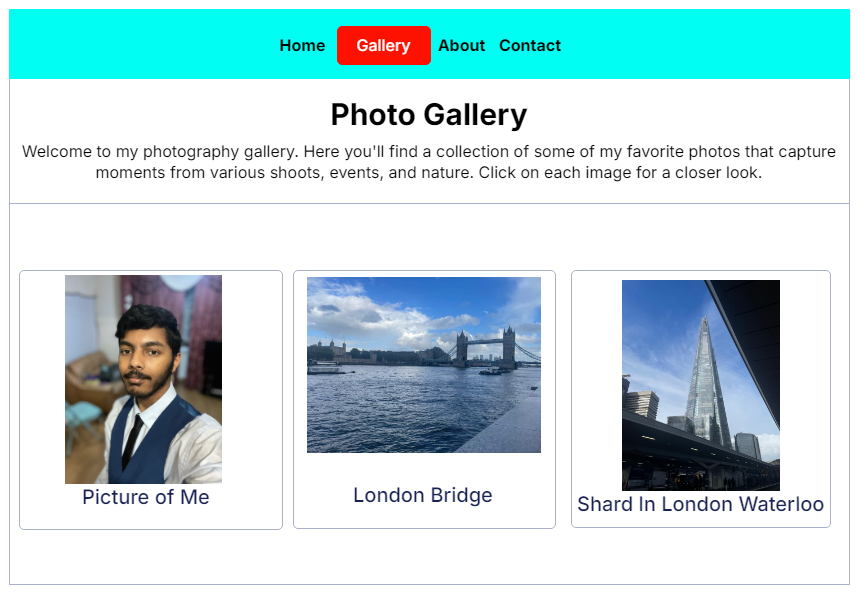 Home Gallery About Contact
Photo Gallery
Welcome to my photography gallery. Here you'll find a collection of some of my favorite photos that capture
moments from various shoots, events, and nature. Click on each image for a closer look.
Picture of Me
London Bridge
Shard In London Waterloo